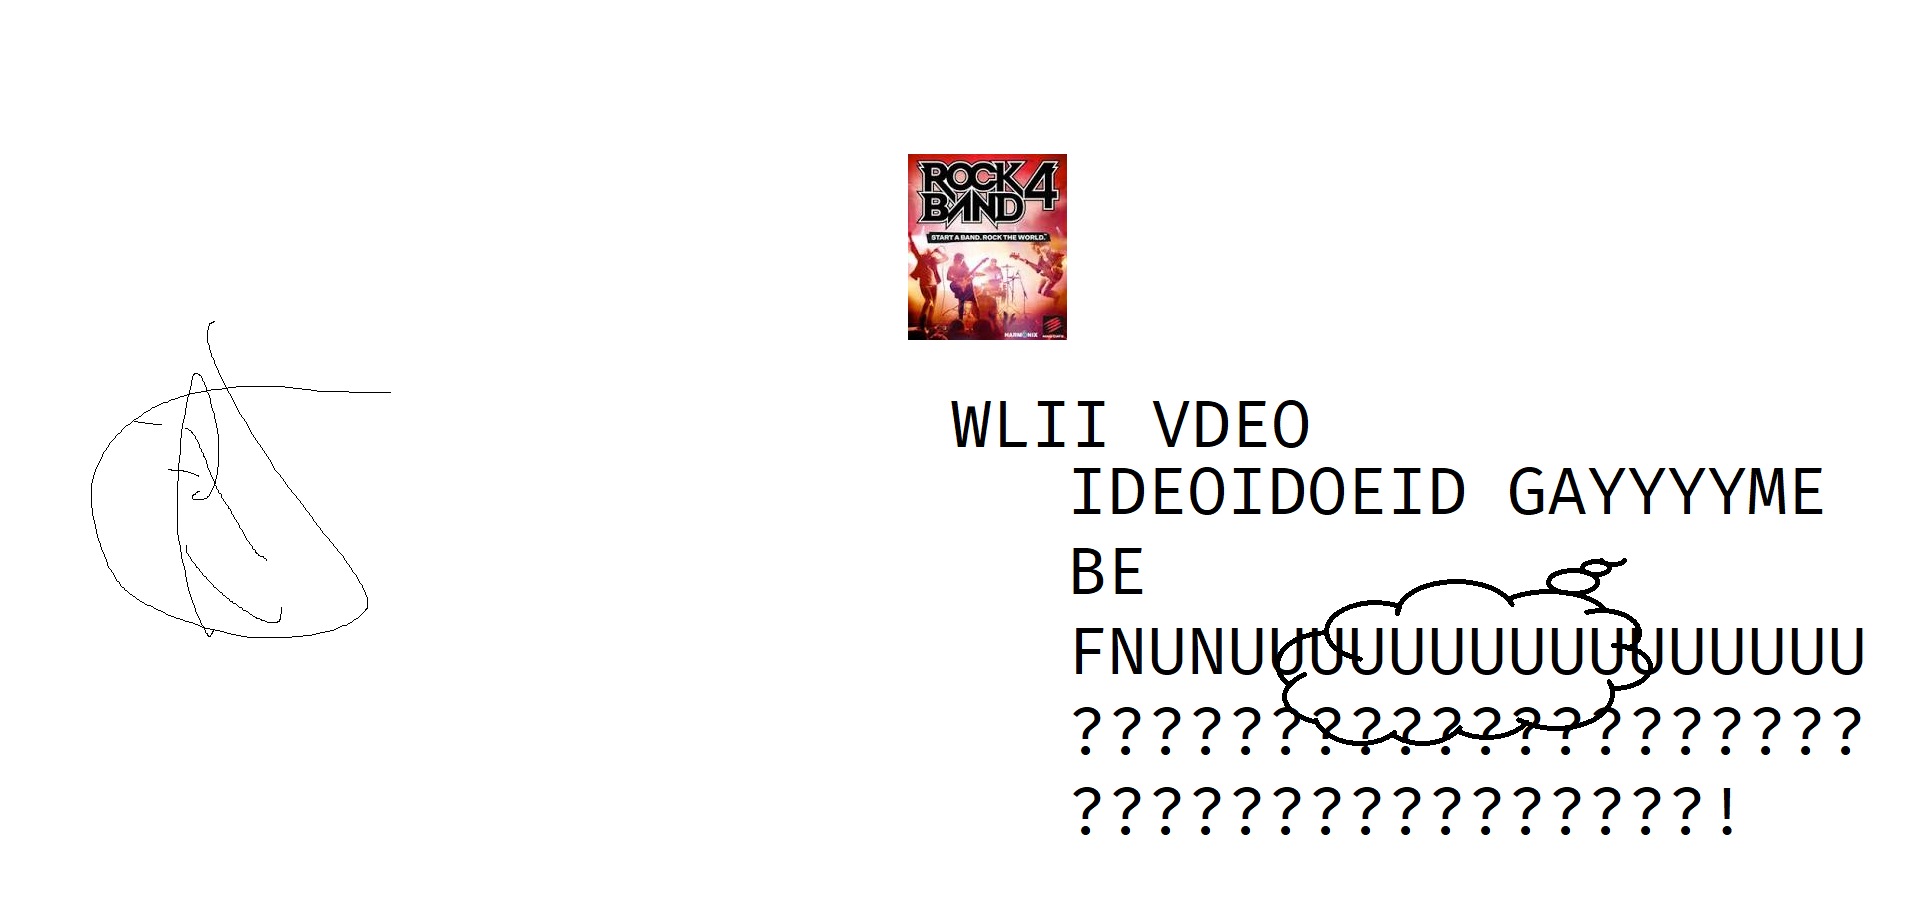 ROCK
BAND 4
START A BAND. ROCK THE WORLD.
HARMONIX
WLII VDEO
IDEOIDOEID GAYYYYME
BE
FNUNUUUUUUUUUUUUUUUU
????????????????????
????????????????!